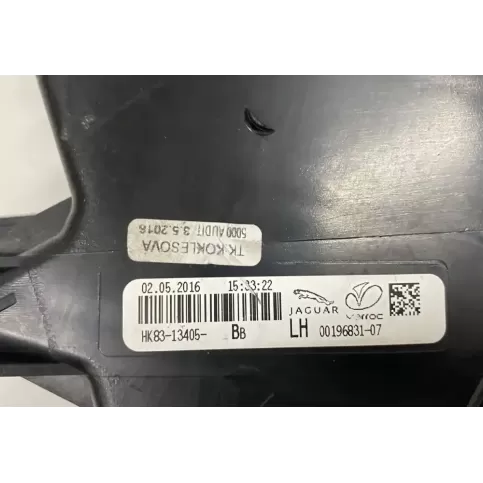 TK KOKLESOVA
5000 AUDIT / 3.5.2016
02.05.2016 15:33:22
JAGUAR varroc
HK83-13405- BB LH 00196831-07